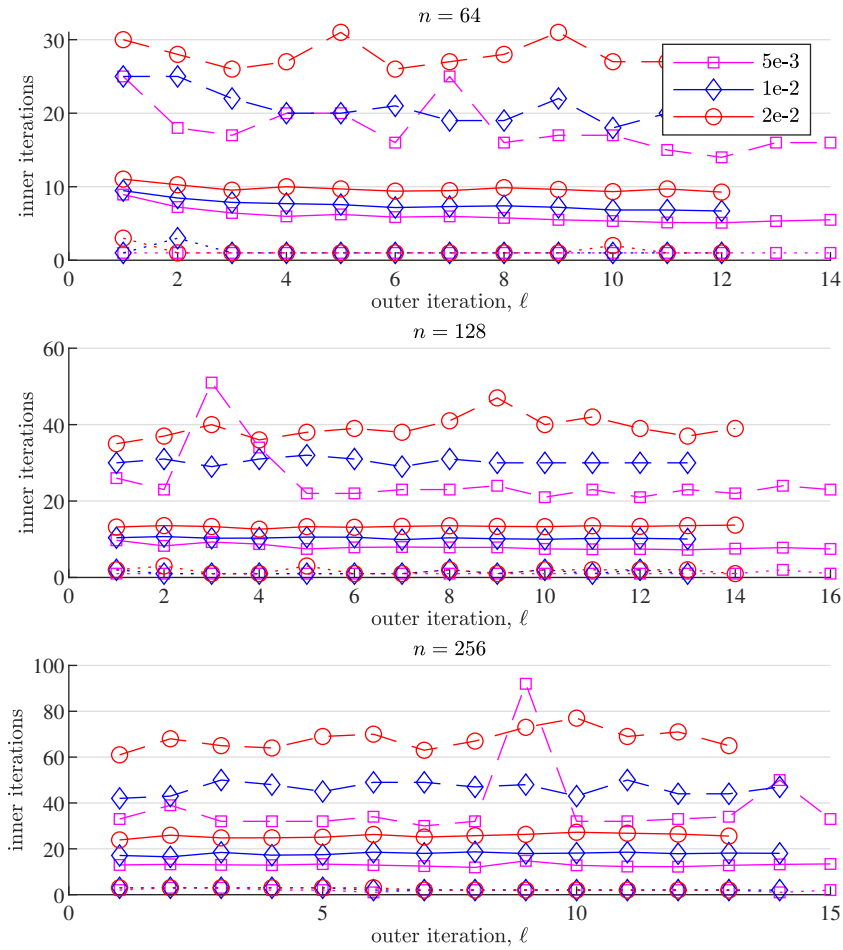 n = 64
30
20
10
0
inner iterations
5e-3
1e-2
2e-2
0 2 4 6 8 10 12 14
outer iteration, ℓ
n = 128
60
40
20
0
inner iterations
0 2 4 6 8 10 12 14 16
outer iteration, ℓ
n = 256
100
80
60
40
20
0
inner iterations
0 5 10 15
outer iteration, ℓ